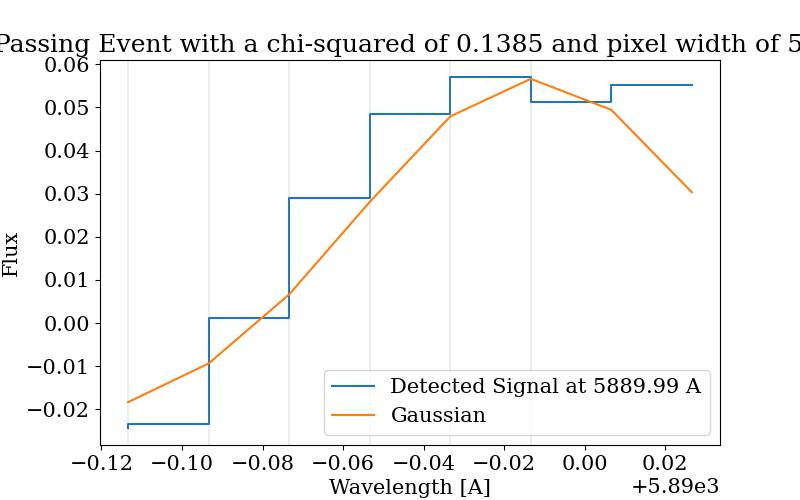 Passing Event with a chi-squared of 0.1385 and pixel width of 5
0.06
0.05
0.04
0.03
0.02
0.01
0.00
−0.01
−0.02
Flux
Detected Signal at 5889.99 A
Gaussian
−0.12 −0.10 −0.08 −0.06 −0.04 −0.02 0.00 0.02
Wavelength [A]
+5.89e3